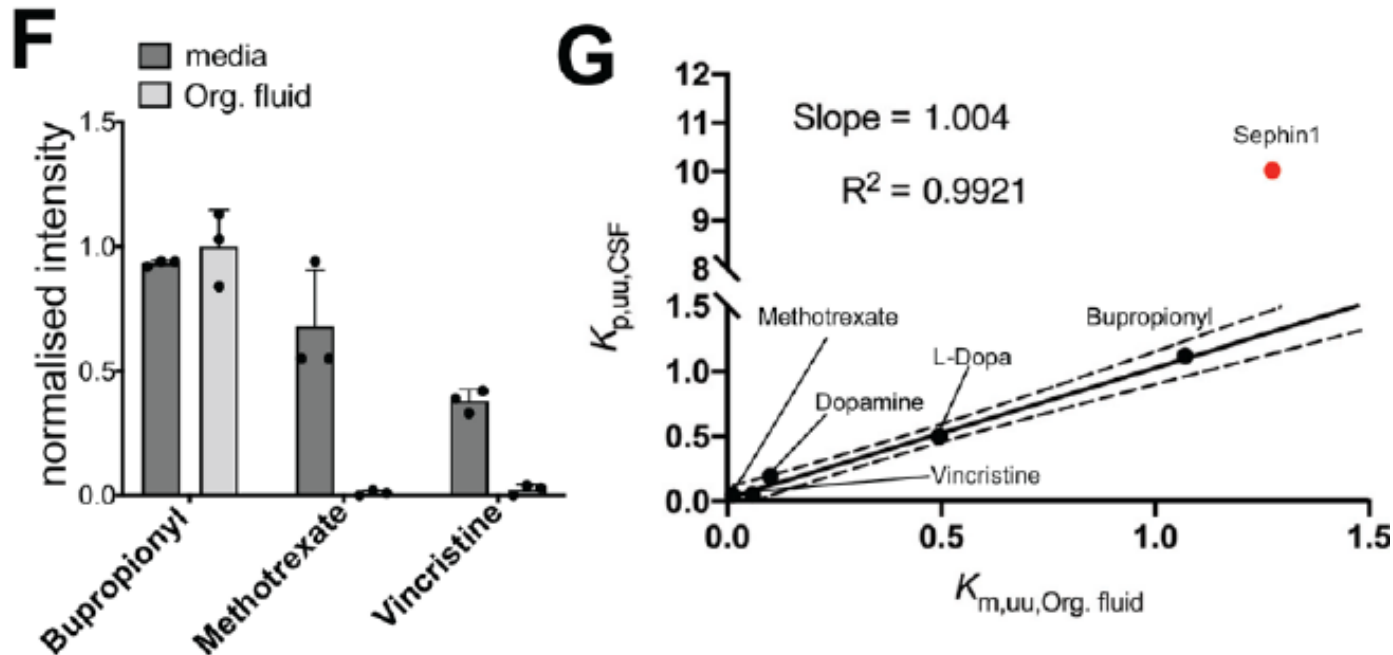 F
media
Org. fluid
normalised intensity
1.5
1.0
0.5
0.0
Bupropionyl
Methotrexate
Vincristine
G
Slope = 1.004
R² = 0.9921
Sephin1
K p,uu,CSF
12
11
10
9
8
1.5
1.0
0.5
0.0
Methotrexate
Bupropionyl
L-Dopa
Dopamine
Vincristine
0.0 0.5 1.0 1.5
K m,uu,Org. fluid